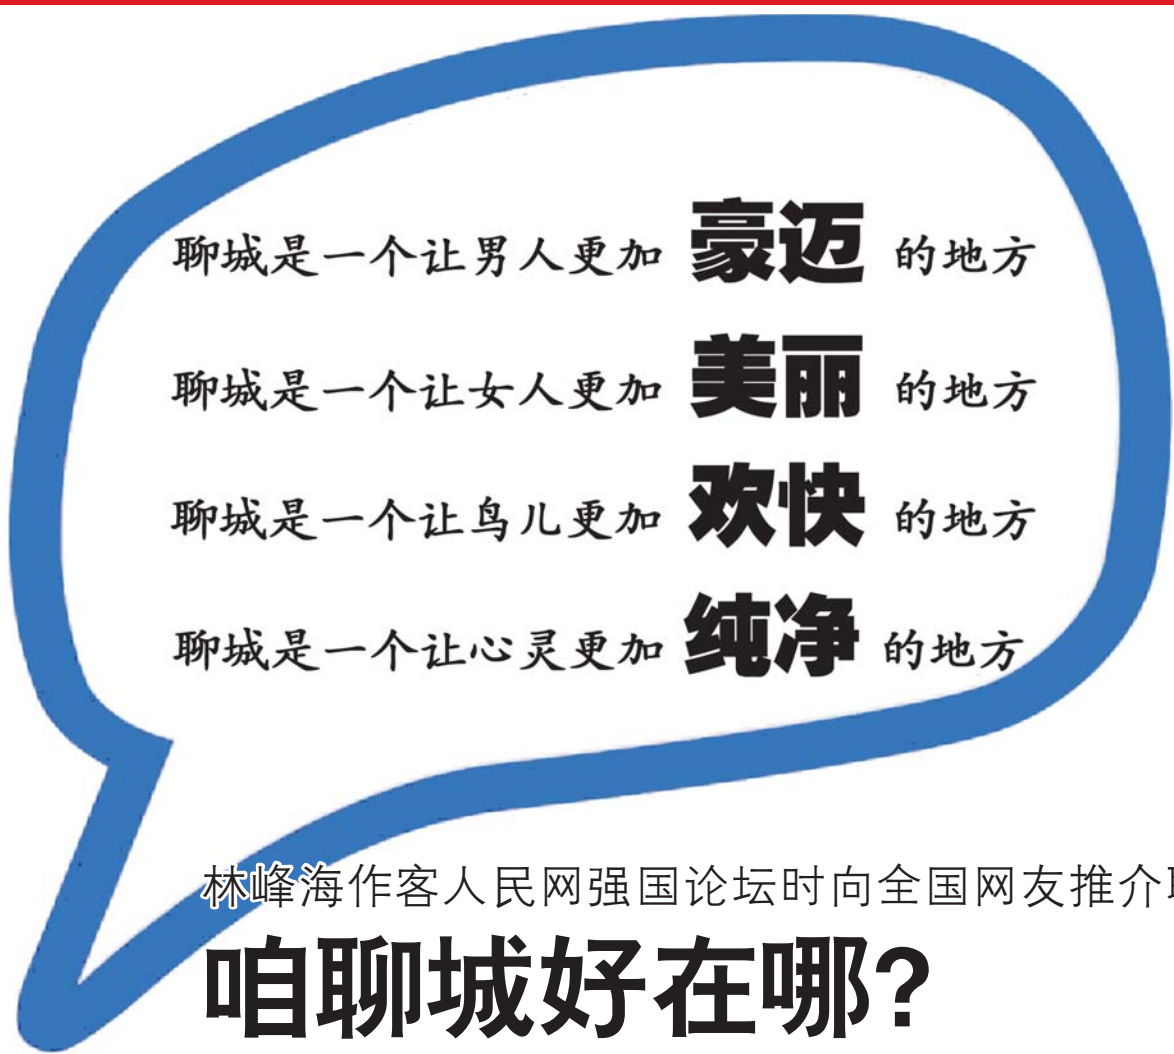 聊城是一个让男人更加 豪迈 的地方
聊城是一个让女人更加 美丽 的地方
聊城是一个让鸟儿更加 欢快 的地方
聊城是一个让心灵更加 纯净 的地方
林峰海作客人民网强国论坛时向全国网友推介
咱聊城好在哪?